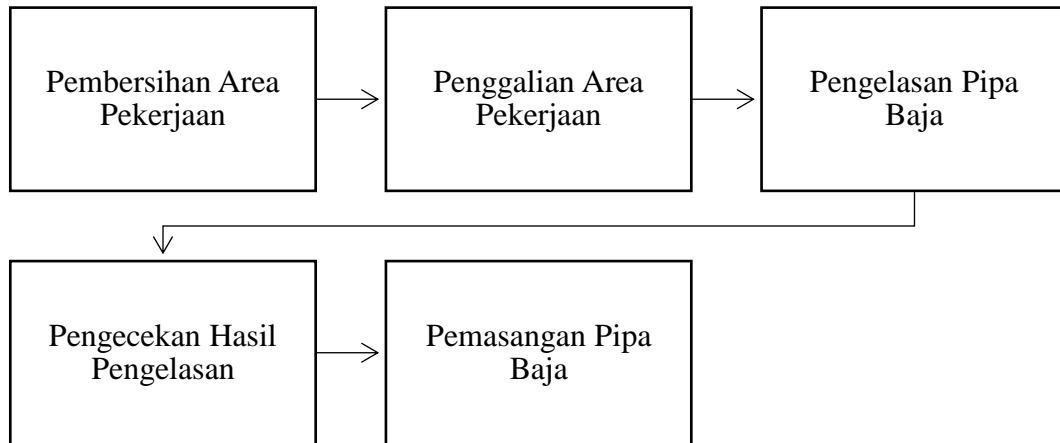 Pembersihan Area
Pekerjaan
Penggalian Area
Pekerjaan
Pengelasan Pipa
Baja
Pengecekan Hasil
Pengelasan
Pemasangan Pipa
Baja